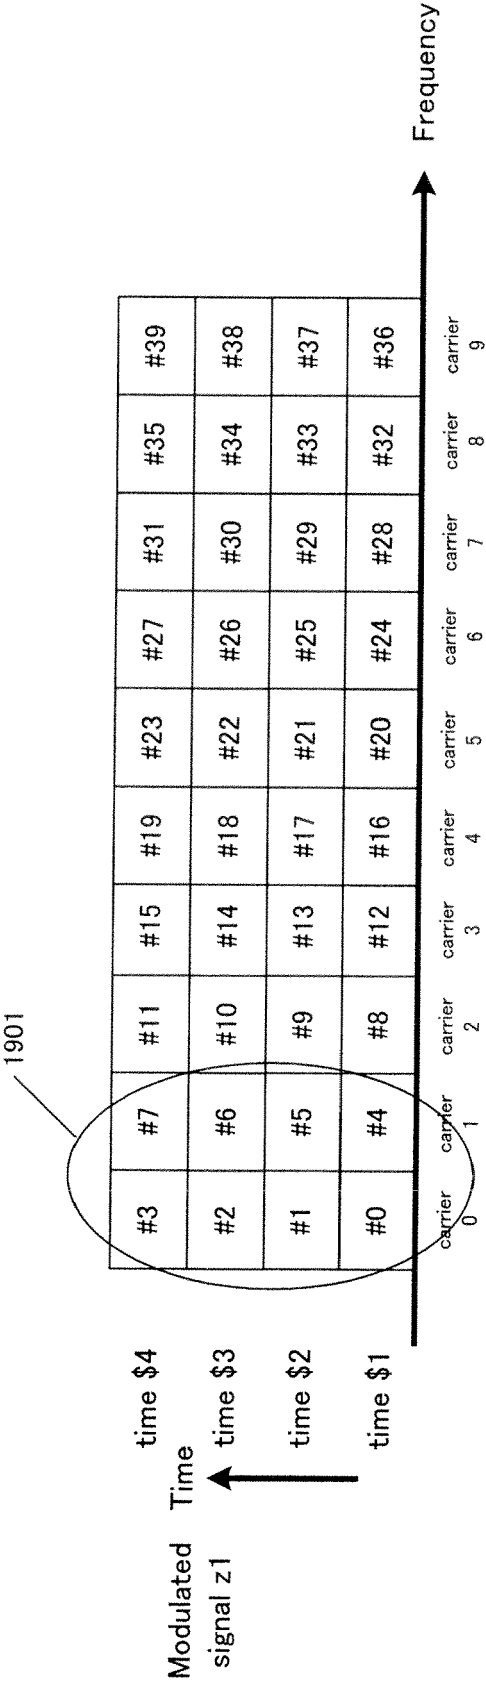 1901
Modulated
signal z1
Time
time $4
#3 #7 #11 #15 #19 #23 #27 #31 #35 #39
time $3
#2 #6 #10 #14 #18 #22 #26 #30 #34 #38
time $2
#1 #5 #9 #13 #17 #21 #25 #29 #33 #37
time $1
#0 #4 #8 #12 #16 #20 #24 #28 #32 #36
carrier carrier carrier carrier carrier carrier carrier carrier carrier carrier
0 1 2 3 4 5 6 7 8 9
Frequency